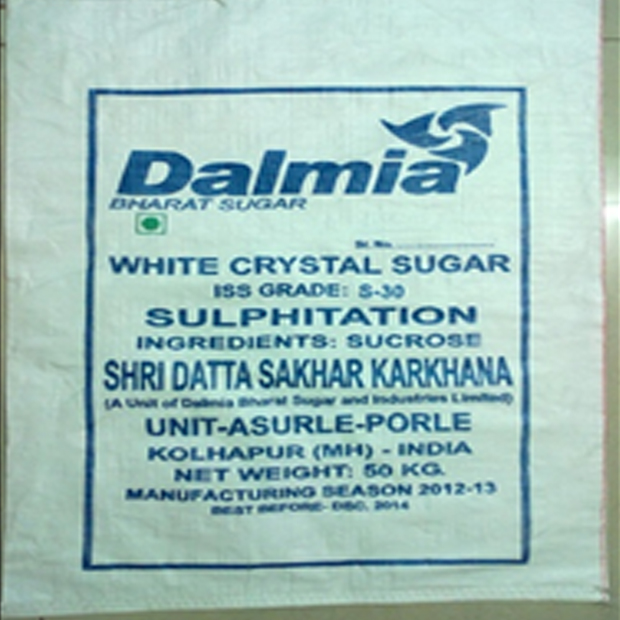 Dalmia
BHARAT SUGAR
Sr. No.
WHITE CRYSTAL SUGAR
ISS GRADE: S-30
SULPHITATION
INGREDIENTS: SUCROSE
SHRI DATTA SAKHAR KARKHANA
(A Unit of Dalmia Bharat Sugar and Industries Limited)
UNIT-ASURLE-PORLE
KOLHAPUR (MH) - INDIA
NET WEIGHT: 50 KG.
MANUFACTURING SEASON 2012-13
BEST BEFORE- DEC, 2014